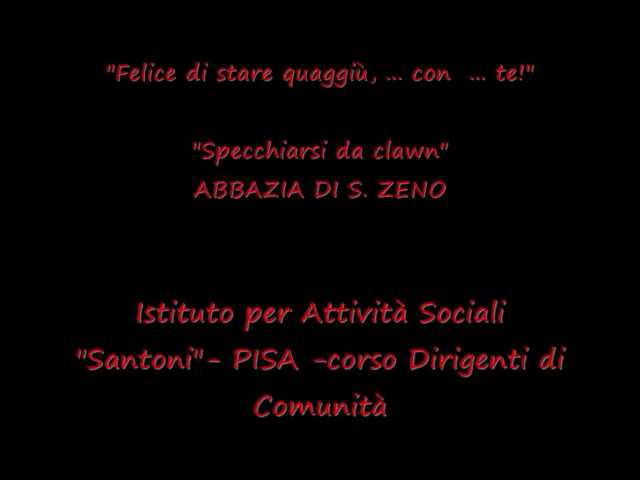 "Felice di stare quaggiù, ... con ... te!"
"Specchiarsi da clawn"
ABBAZIA DI S. ZENO
Istituto per Attività Sociali
"Santoni"- PISA -corso Dirigenti di
Comunità